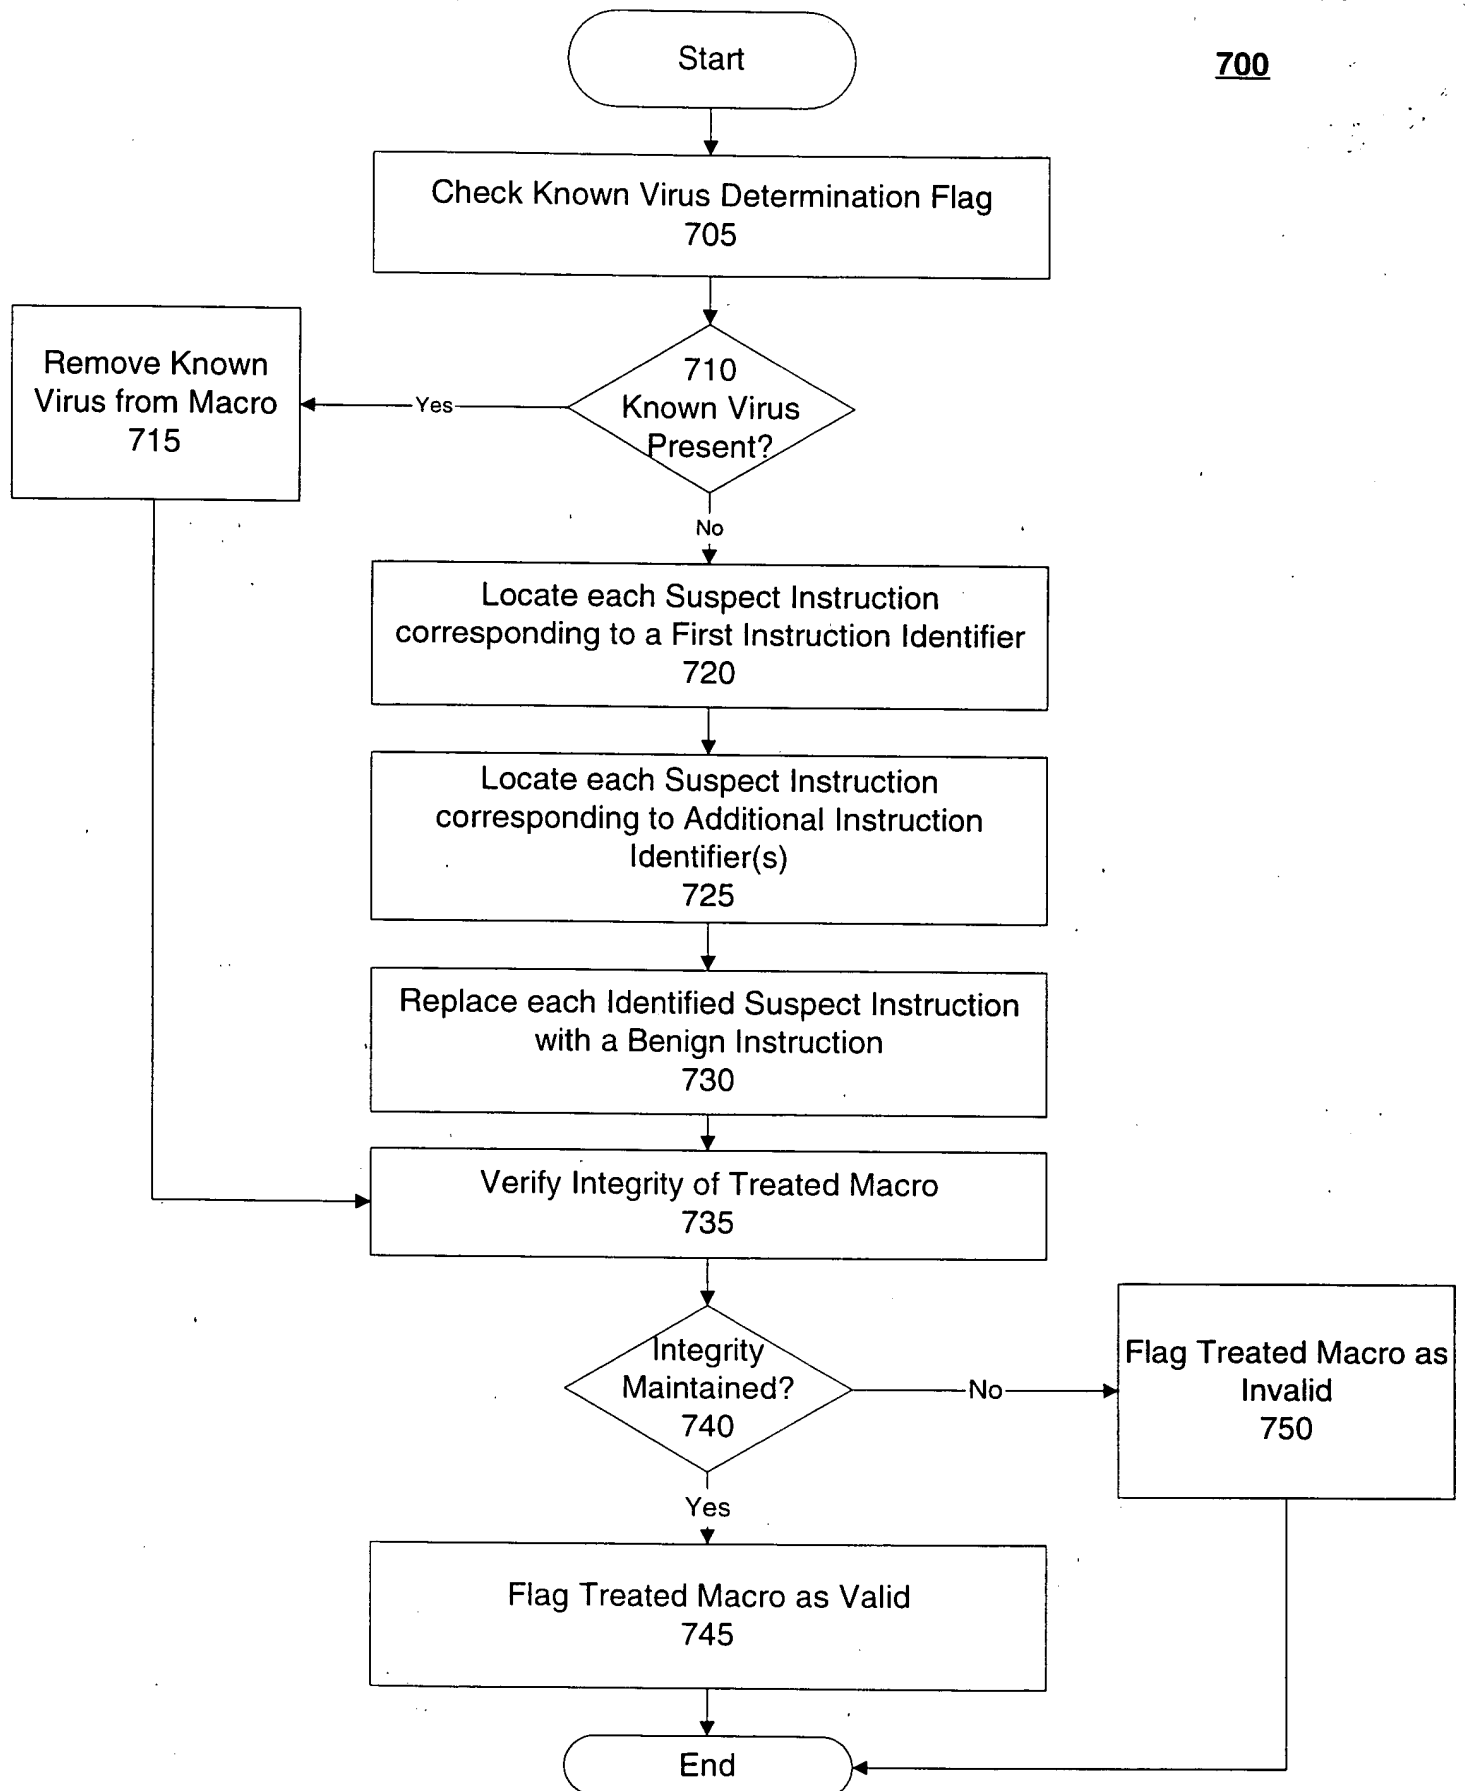 Start
700
Check Known Virus Determination Flag
705
Remove Known
Virus from Macro
715
Yes
710
Known Virus
Present?
No
Locate each Suspect Instruction
corresponding to a First Instruction Identifier
720
Locate each Suspect Instruction
corresponding to Additional Instruction
Identifier(s)
725
Replace each Identified Suspect Instruction
with a Benign Instruction
730
Verify Integrity of Treated Macro
735
Integrity
Maintained?
740
No
Flag Treated Macro as
Invalid
750
Yes
Flag Treated Macro as Valid
745
End